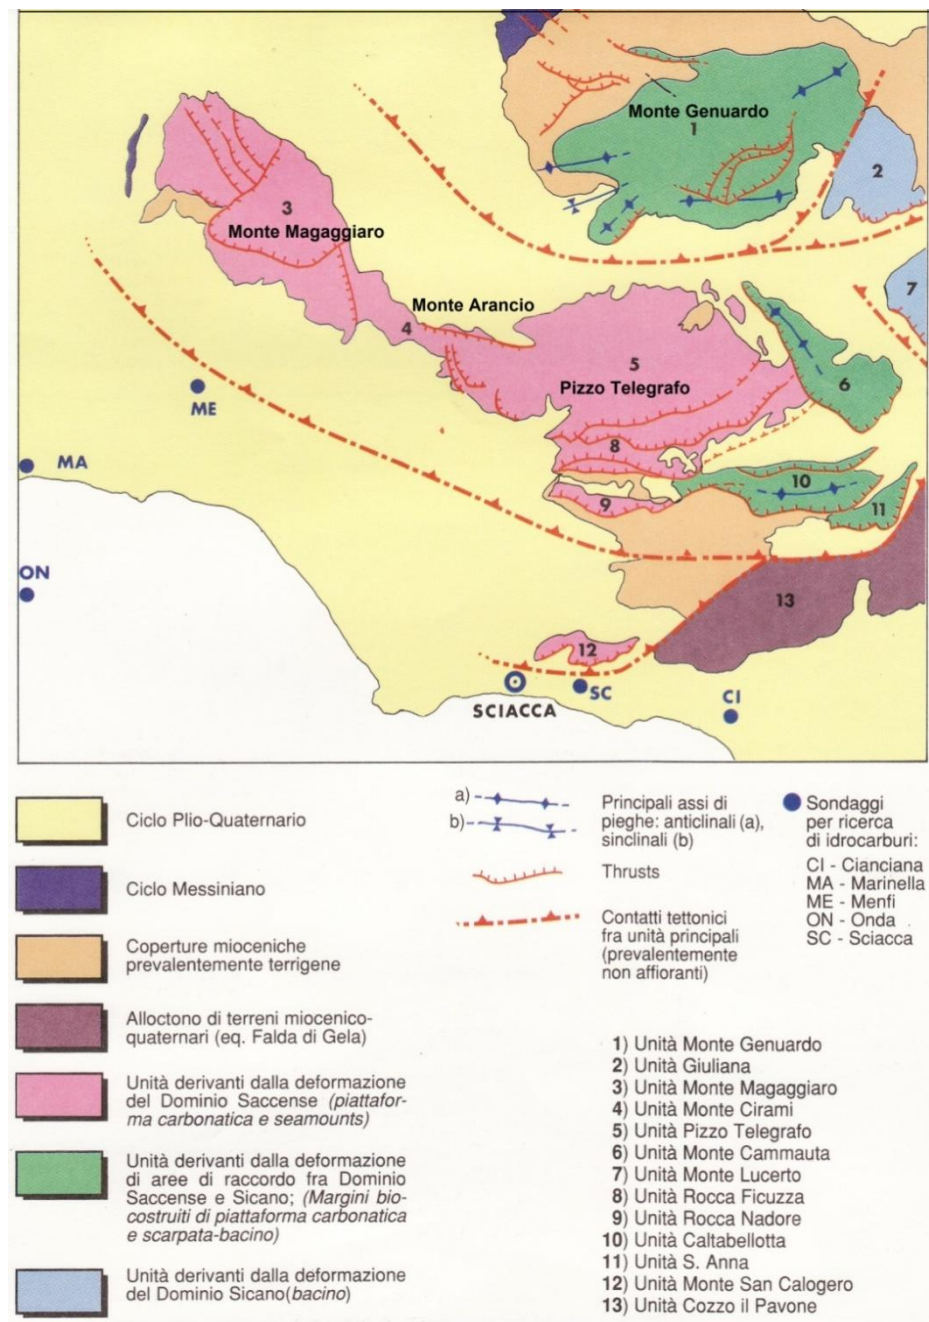 Monte Genuardo
1
2
3
Monte Magaggiaro
7
Monte Arancio
4
5
Pizzo Telegrafo
6
ME
8
MA
10
9
11
ON
13
12
SC
CI
SCIACCA
Ciclo Plio-Quaternario
Ciclo Messiniano
Coperture mioceniche
prevalentemente terrigene
Alloctono di terreni miocenico-
quaternari (eq. Falda di Gela)
Unità derivanti dalla deformazione
del Dominio Saccense (piattafor-
ma carbonatica e seamounts)
Unità derivanti dalla deformazione
di aree di raccordo fra Dominio
Saccense e Sicano; (Margini bio-
costruiti di piattaforma carbonatica
e scarpata-bacino)
Unità derivanti dalla deformazione
del Dominio Sicano(bacino)
a)
b)
Principali assi di
pieghe: anticlinali (a),
sinclinali (b)
Thrusts
Contatti tettonici
fra unità principali
(prevalentemente
non affioranti)
Sondaggi
per ricerca
di idrocarburi:
CI - Cianciana
MA - Marinella
ME - Menfi
ON - Onda .
SC - Sciacca
1) Unità Monte Genuardo
2) Unità Giuliana
3) Unità Monte Magaggiaro
4) Unità Monte Cirami
5) Unità Pizzo Telegrafo
6) Unità Monte Cammauta
7) Unità Monte Lucerto
8) Unità Rocca Ficuzza
9) Unità Rocca Nadore
10) Unità Caltabellotta
11) Unità S. Anna
12) Unità Monte San Calogero
13) Unità Cozzo il Pavone